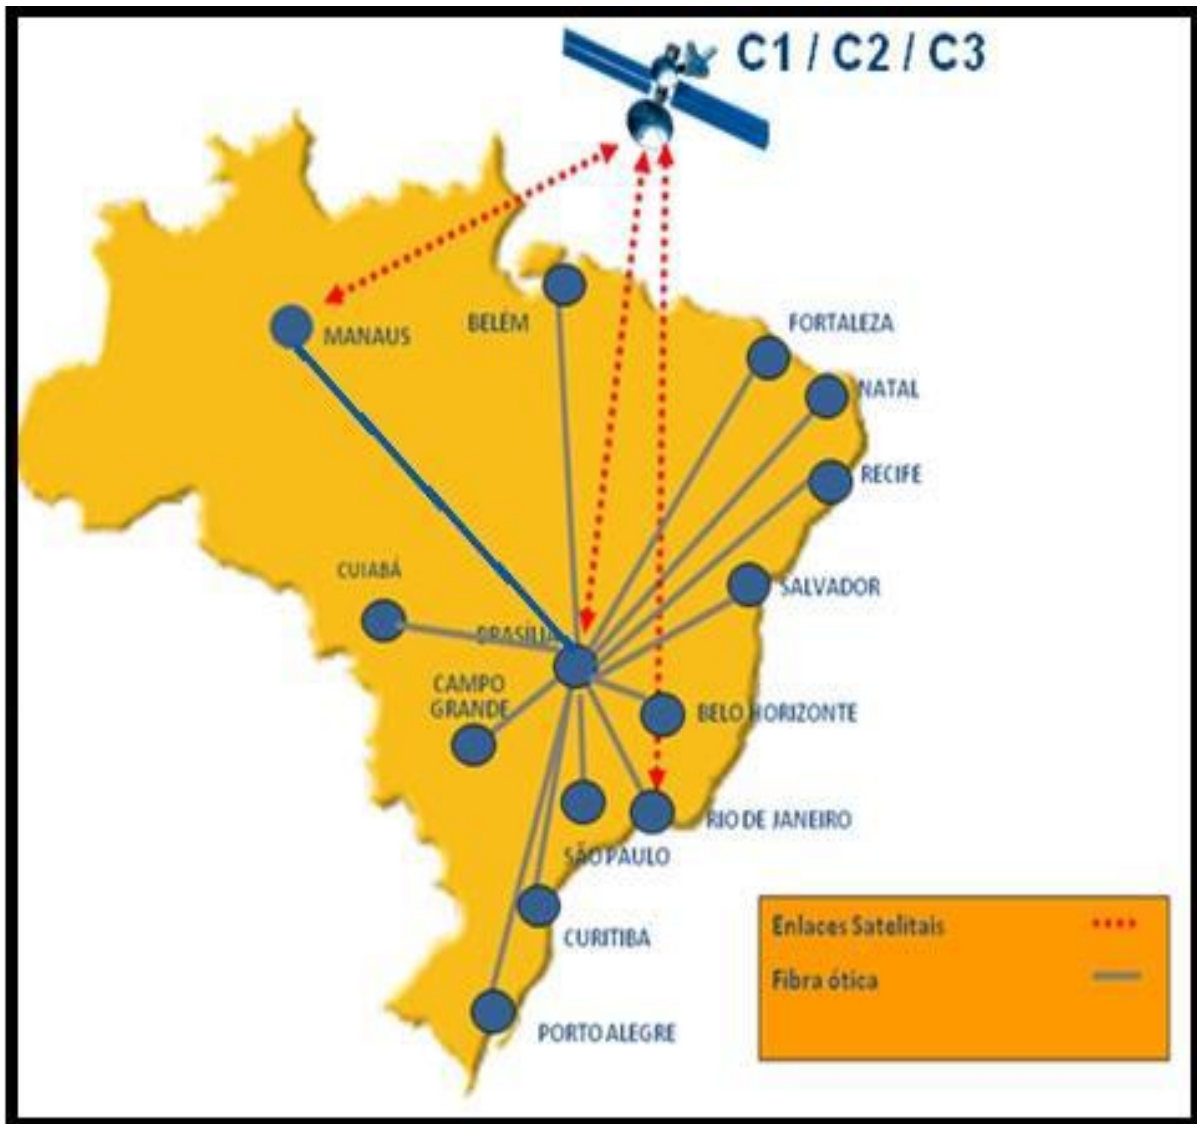 C1 / C2 / C3
MANAUS
BELÉM
FORTALEZA
NATAL
RECIFE
CUIABÁ
SALVADOR
BRASÍLIA
CAMPO
GRANDE
BELO HORIZONTE
RIO DE JANEIRO
SÃO PAULO
CURITIBA
PORTO ALEGRE
Enlaces Satelitais
Fibra ótica